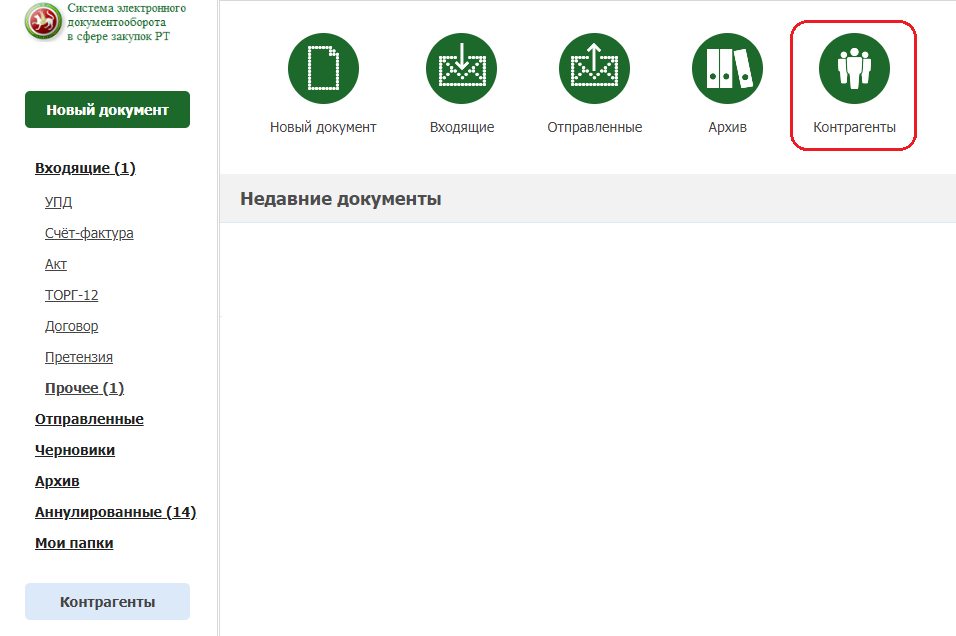 Система электронного
документооборота
в сфере закупок РТ
Новый документ
Входящие (1)
УПД
Счёт-фактура
Акт
ТОРГ-12
Договор
Претензия
Прочее (1)
Отправленные
Черновики
Архив
Аннулированные (14)
Мои папки
Контрагенты
Новый документ
Входящие
Отправленные
Архив
Контрагенты
Недавние документы